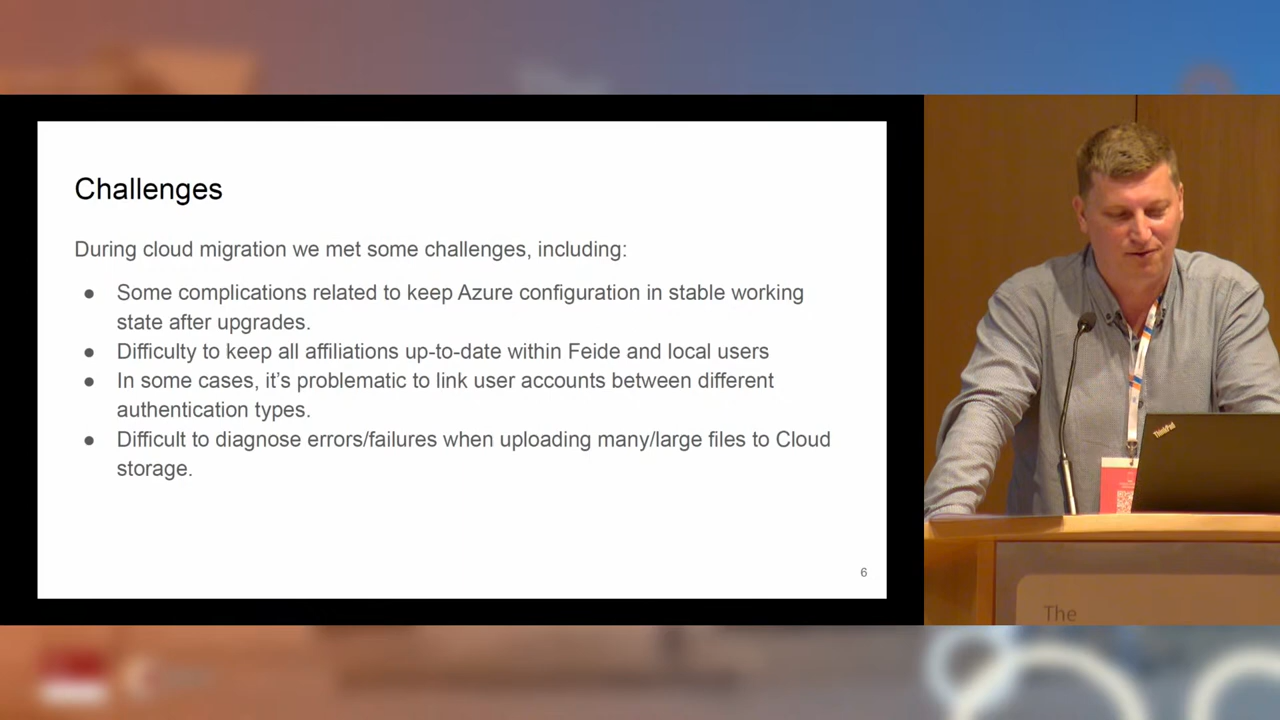 Challenges
During cloud migration we met some challenges, including:
● Some complications related to keep Azure configuration in stable working
state after upgrades.
● Difficulty to keep all affiliations up-to-date within Feide and local users
● In some cases, it's problematic to link user accounts between different
authentication types.
● Difficult to diagnose errors/failures when uploading many/large files to Cloud
storage.
6
ThinkPad
The